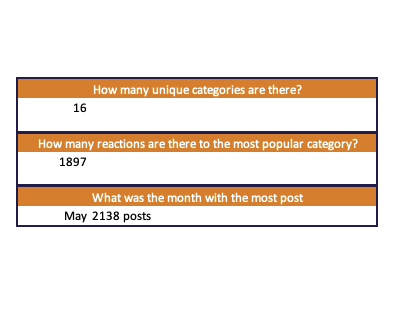 How many unique categories are there?
16
How many reactions are there to the most popular category?
1897
What was the month with the most post
May 2138 posts